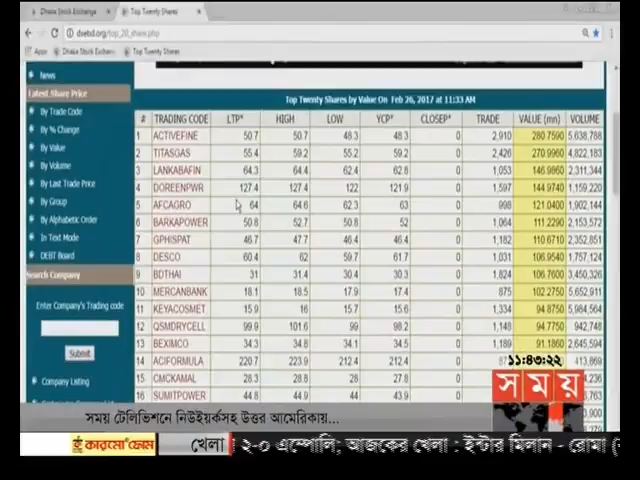 Dhaka Stock Exchange Top Twenty Shares
dsebd.org/top_20_share.php
Apps Dhaka Stock Exchan Top Twenty Shares
News
Latest Share Price
By Trade Code
By % Change
By Value
By Volume
By Last Trade Price
By Group
By Alphabetic Order
In Text Mode
DEBT Board
Search Company
Enter Company's Trading code
Submit
Company Listing
Top Twenty Shares by Value On Feb 26, 2017 at 11:33 AM
# TRADING CODE LTP* HIGH LOW YCP* CLOSEP* TRADE VALUE (mn) VOLUME
1 ACTIVEFINE 50.7 50.7 48.3 48.3 0 2,910 280.7590 5,638,788
2 TITASGAS 55.4 59.2 55.2 59.2 0 2,426 270.9960 4,822,183
3 LANKABAFIN 64.3 64.4 62.4 62.8 0 1,053 146.9860 2,311,344
4 DOREENPWR 127.4 127.4 122 121.9 0 1,597 144.9740 1,159,220
5 AFCAGRO 64 64.6 62.3 63 0 998 121.0400 1,902,144
6 BARKAPOWER 50.8 52.7 50.8 52 0 1,064 111.2290 2,153,572
7 GPHISPAT 46.7 47.7 46.4 46.4 0 1,182 110.6710 2,352,851
8 DESCO 60.4 62 59.7 61.7 0 1,031 106.9540 1,757,124
9 BDTHAI 31 31.4 30.4 30.3 0 1,824 106.7600 3,450,326
10 MERCANBANK 18.1 18.5 17.9 17.4 0 875 102.2750 5,652,911
11 KEYACOSMET 15.9 16 15.7 15.6 0 1,334 94.8750 5,984,564
12 QSMDRYCELL 99.9 101.6 99 98.2 0 1,148 94.7750 942,748
13 BEXIMCO 34.3 34.8 34.1 34.5 0 1,189 91.1860 2,645,594
14 ACIFORMULA 220.7 223.9 212.4 212.4 0 413,869
15 CMCKAMAL 28.3 28.8 28 27.8 0
16 SUMITPOWER 44.8 44.9 44 43.9 0
11:43:22
সময়
সময় টেলিভিশনে নিউইয়র্কসহ উত্তর আমেরিকায়...
কারমো ফোম খেলা ২-০ এম্পোলি; আজকের খেলা : ইন্টার মিলান - রোমা